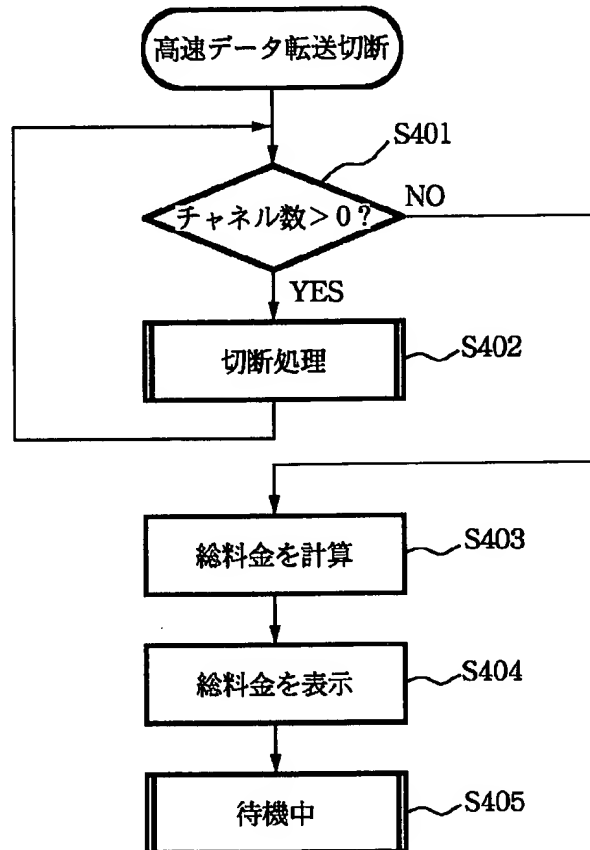 高速データ転送切断
S401
チャネル数>0?
NO
YES
切断処理
S402
総料金を計算
S403
総料金を表示
S404
待機中
S405